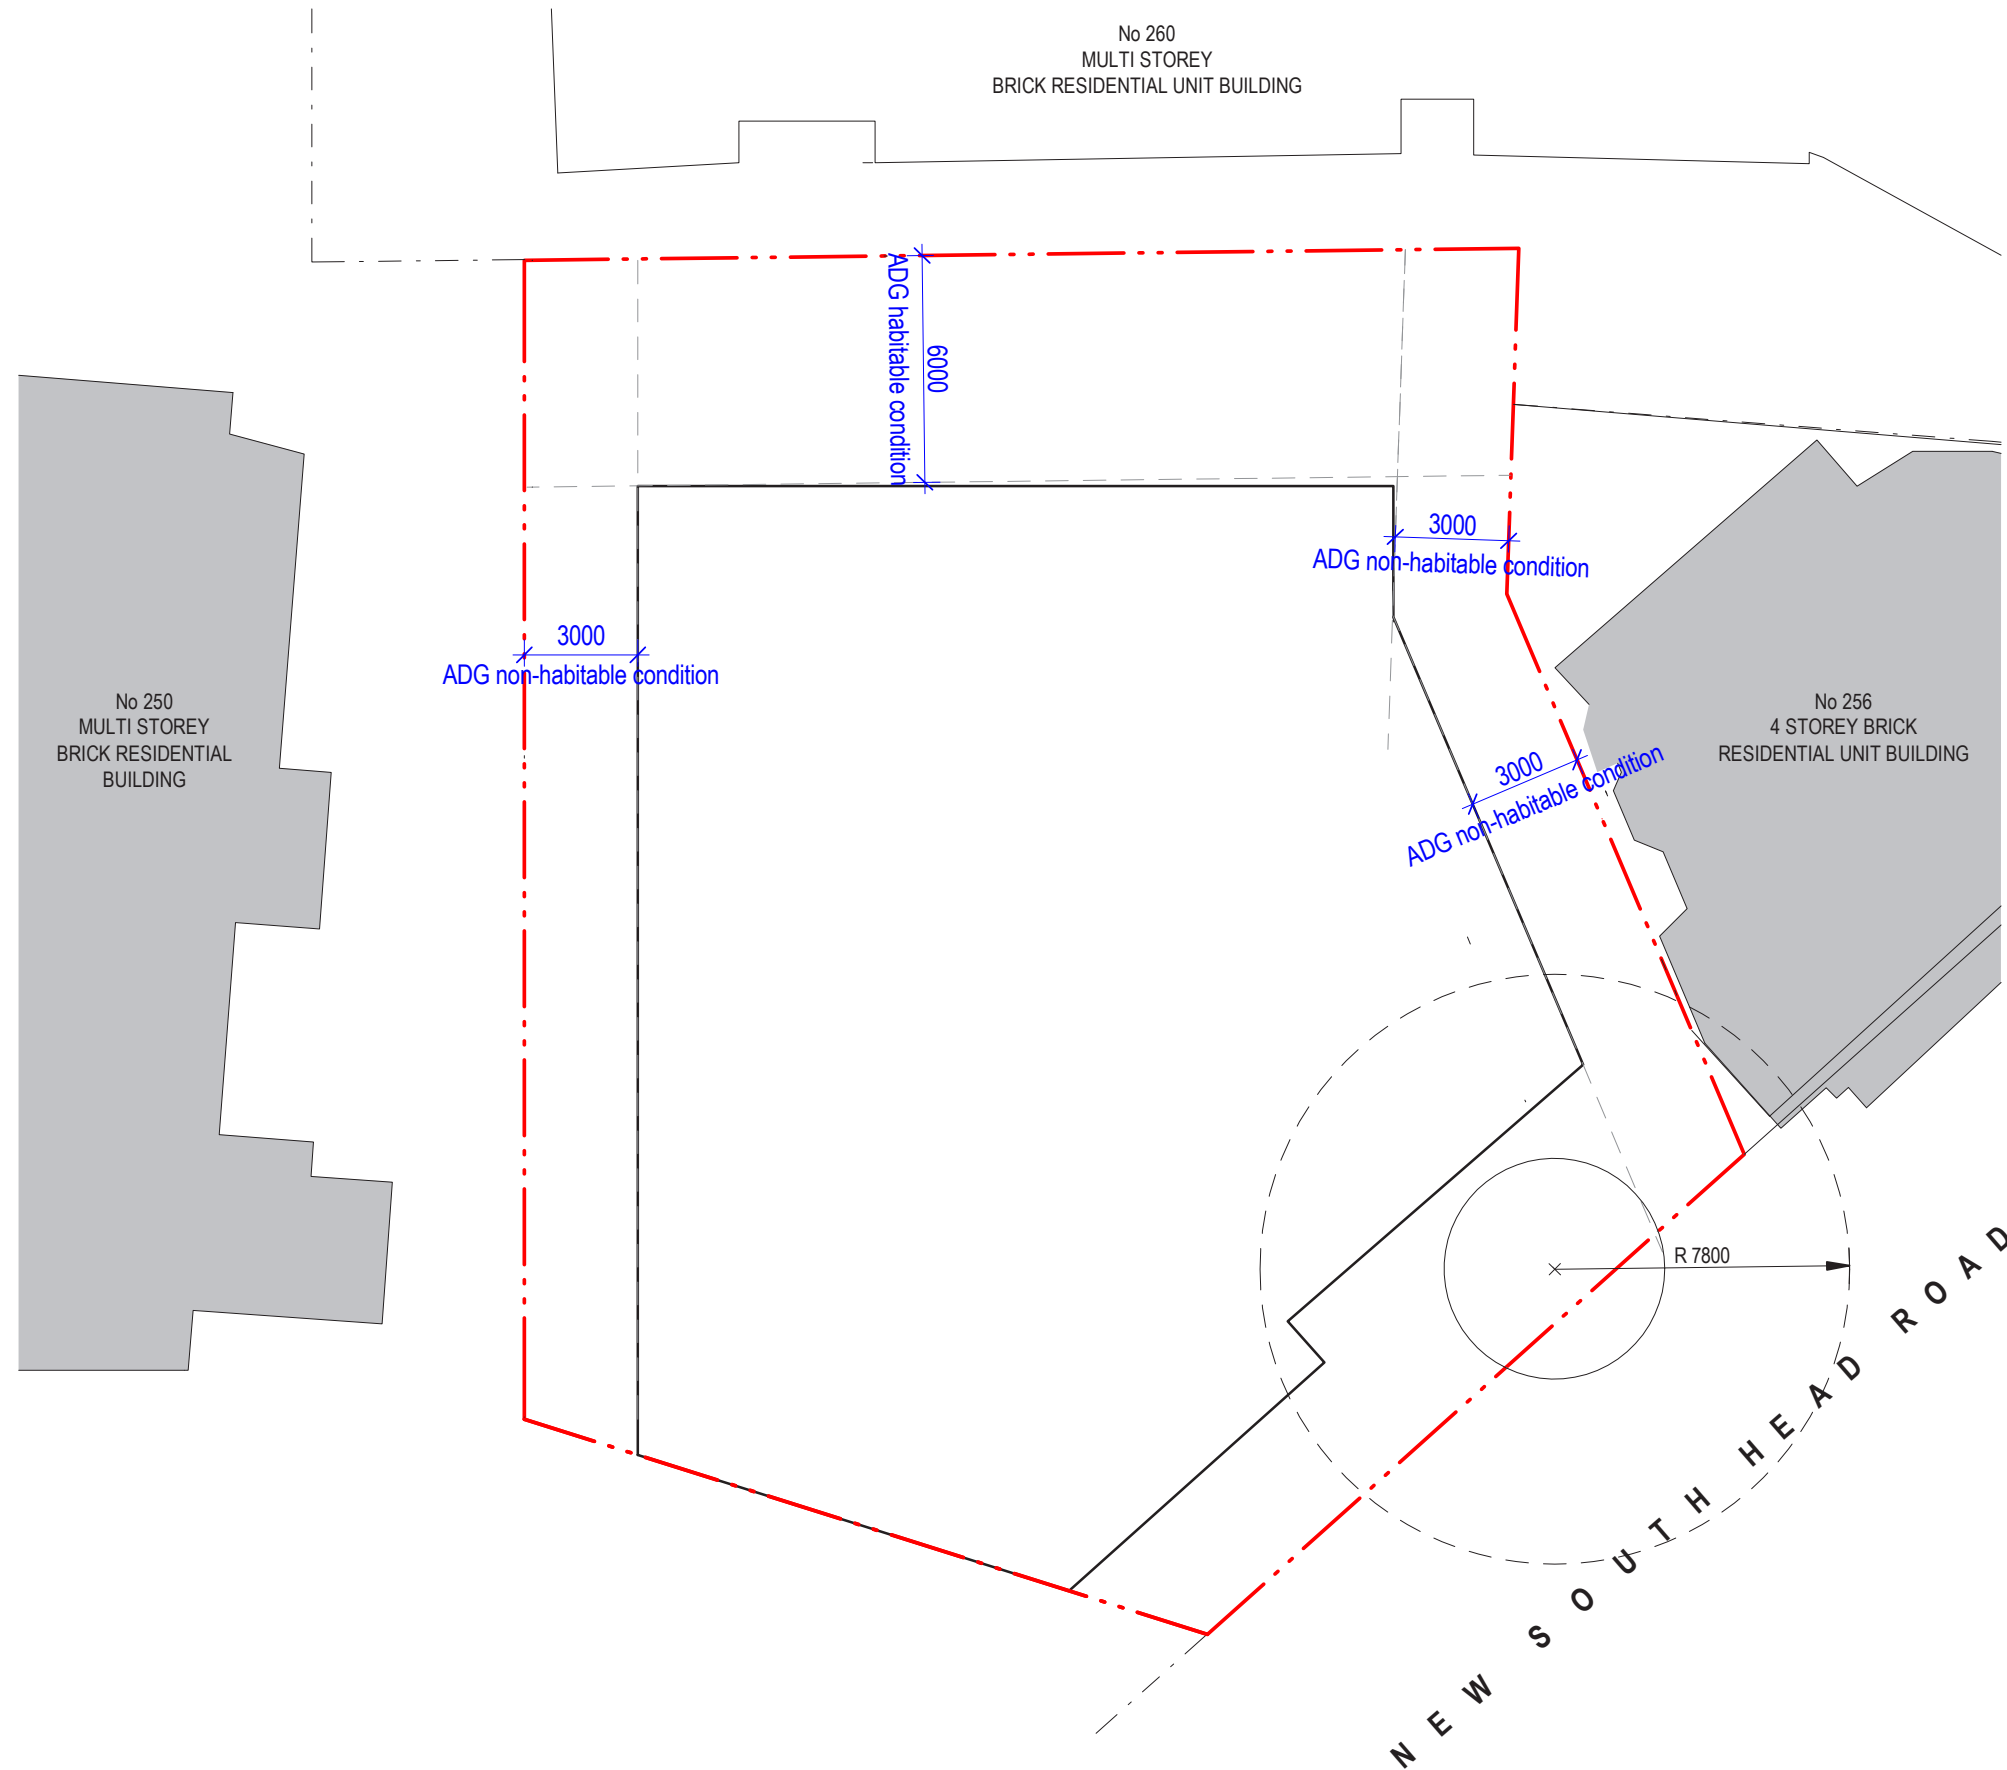 No 260
MULTI STOREY
BRICK RESIDENTIAL UNIT BUILDING
ADG habitable condition
6000
3000
ADG non-habitable condition
3000
ADG non-habitable condition
No 250
MULTI STOREY
BRICK RESIDENTIAL
BUILDING
No 256
4 STOREY BRICK
RESIDENTIAL UNIT BUILDING
3000
ADG non-habitable condition
R 7800
NEW SOUTH HEAD ROAD